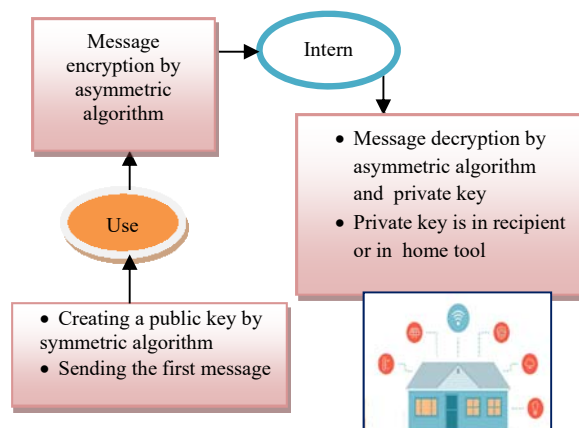 Message
encryption by
asymmetric
algorithm
Intern
• Message decryption by
asymmetric algorithm
and private key
• Private key is in recipient
or in home tool
Use
• Creating a public key by
symmetric algorithm
• Sending the first message